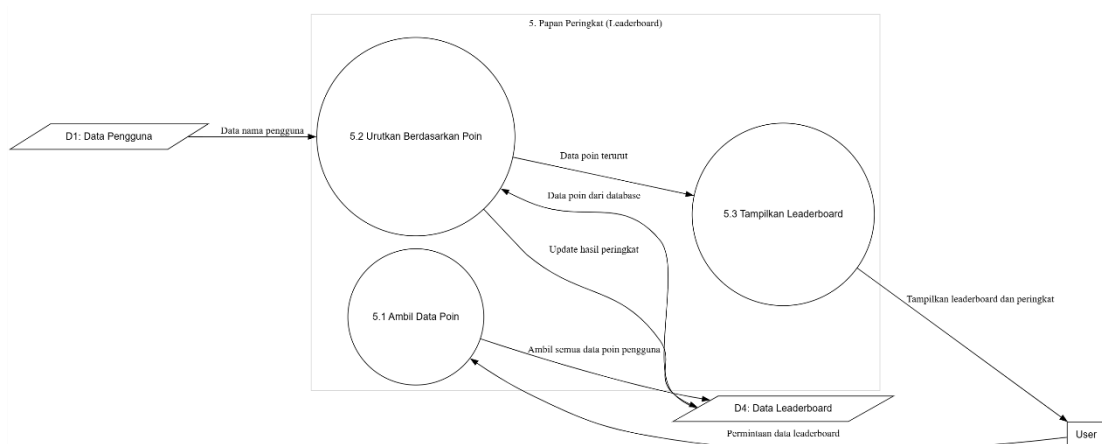 5. Papan Peringkat (Leaderboard)
D1: Data Pengguna
Data nama pengguna
5.2 Urutkan Berdasarkan Poin
Data poin terurut
Data poin dari database
5.3 Tampilkan Leaderboard
Update hasil peringkat
Tampilkan leaderboard dan peringkat
5.1 Ambil Data Poin
Ambil semua data poin pengguna
D4: Data Leaderboard
Permintaan data leaderboard
User